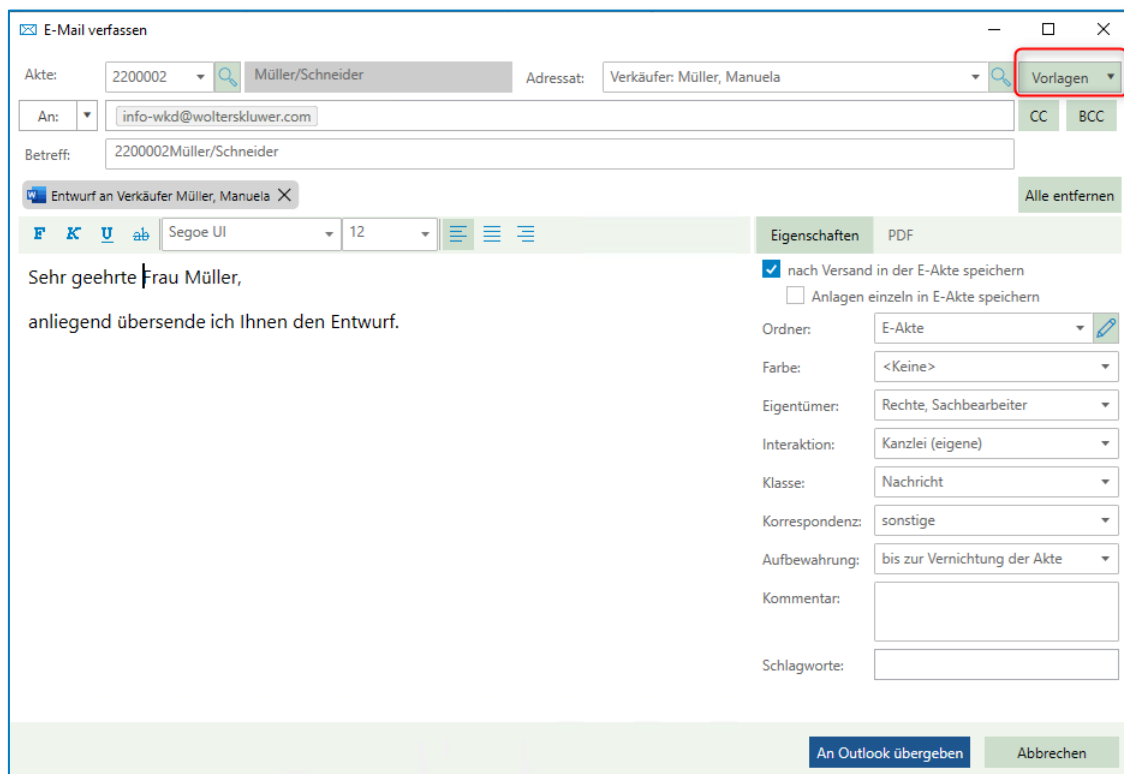 E-Mail verfassen
Akte: 2200002 Müller/Schneider Adressat: Verkäufer: Müller, Manuela Vorlagen
An: info-wkd@wolterskluwer.com CC BCC
Betreff: 2200002Müller/Schneider
Entwurf an Verkäufer Müller, Manuela Alle entfernen
F K U ab Segoe UI 12 Eigenschaften PDF
Sehr geehrte Frau Müller,
anliegend übersende ich Ihnen den Entwurf.
nach Versand in der E-Akte speichern
Anlagen einzeln in E-Akte speichern
Ordner: E-Akte
Farbe: <Keine>
Eigentümer: Rechte, Sachbearbeiter
Interaktion: Kanzlei (eigene)
Klasse: Nachricht
Korrespondenz: sonstige
Aufbewahrung: bis zur Vernichtung der Akte
Kommentar:
Schlagworte:
An Outlook übergeben Abbrechen